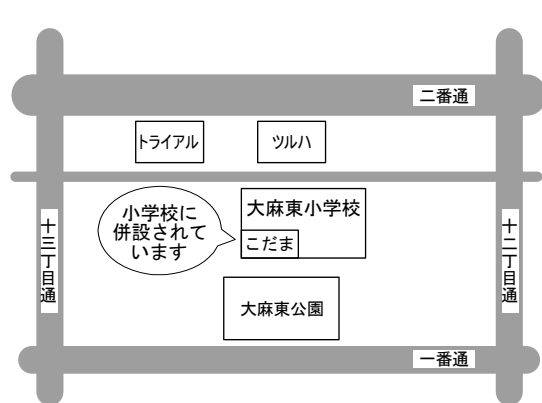 二番通
トライアル
ツルハ
小学校に
併設されて
います
大麻東小学校
こだま
十三丁目通
十二丁目通
大麻東公園
一番通